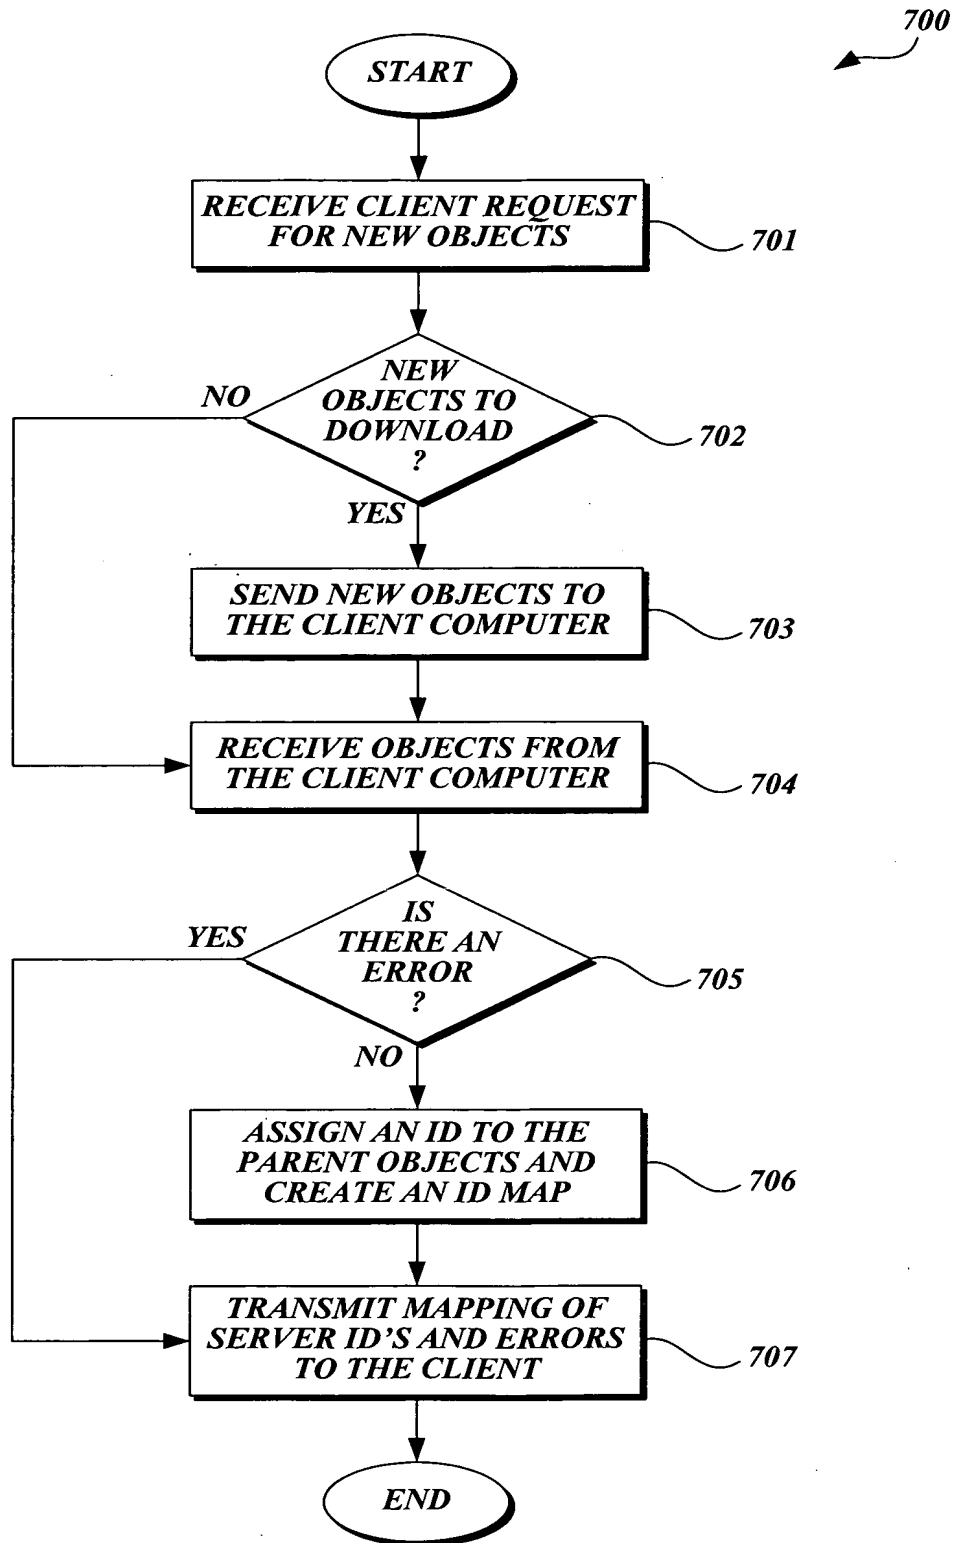 700
START
RECEIVE CLIENT REQUEST
FOR NEW OBJECTS
701
NEW
OBJECTS TO
DOWNLOAD
?
702
NO
YES
SEND NEW OBJECTS TO
THE CLIENT COMPUTER
703
RECEIVE OBJECTS FROM
THE CLIENT COMPUTER
704
IS
THERE AN
ERROR
?
705
YES
NO
ASSIGN AN ID TO THE
PARENT OBJECTS AND
CREATE AN ID MAP
706
TRANSMIT MAPPING OF
SERVER ID'S AND ERRORS
TO THE CLIENT
707
END